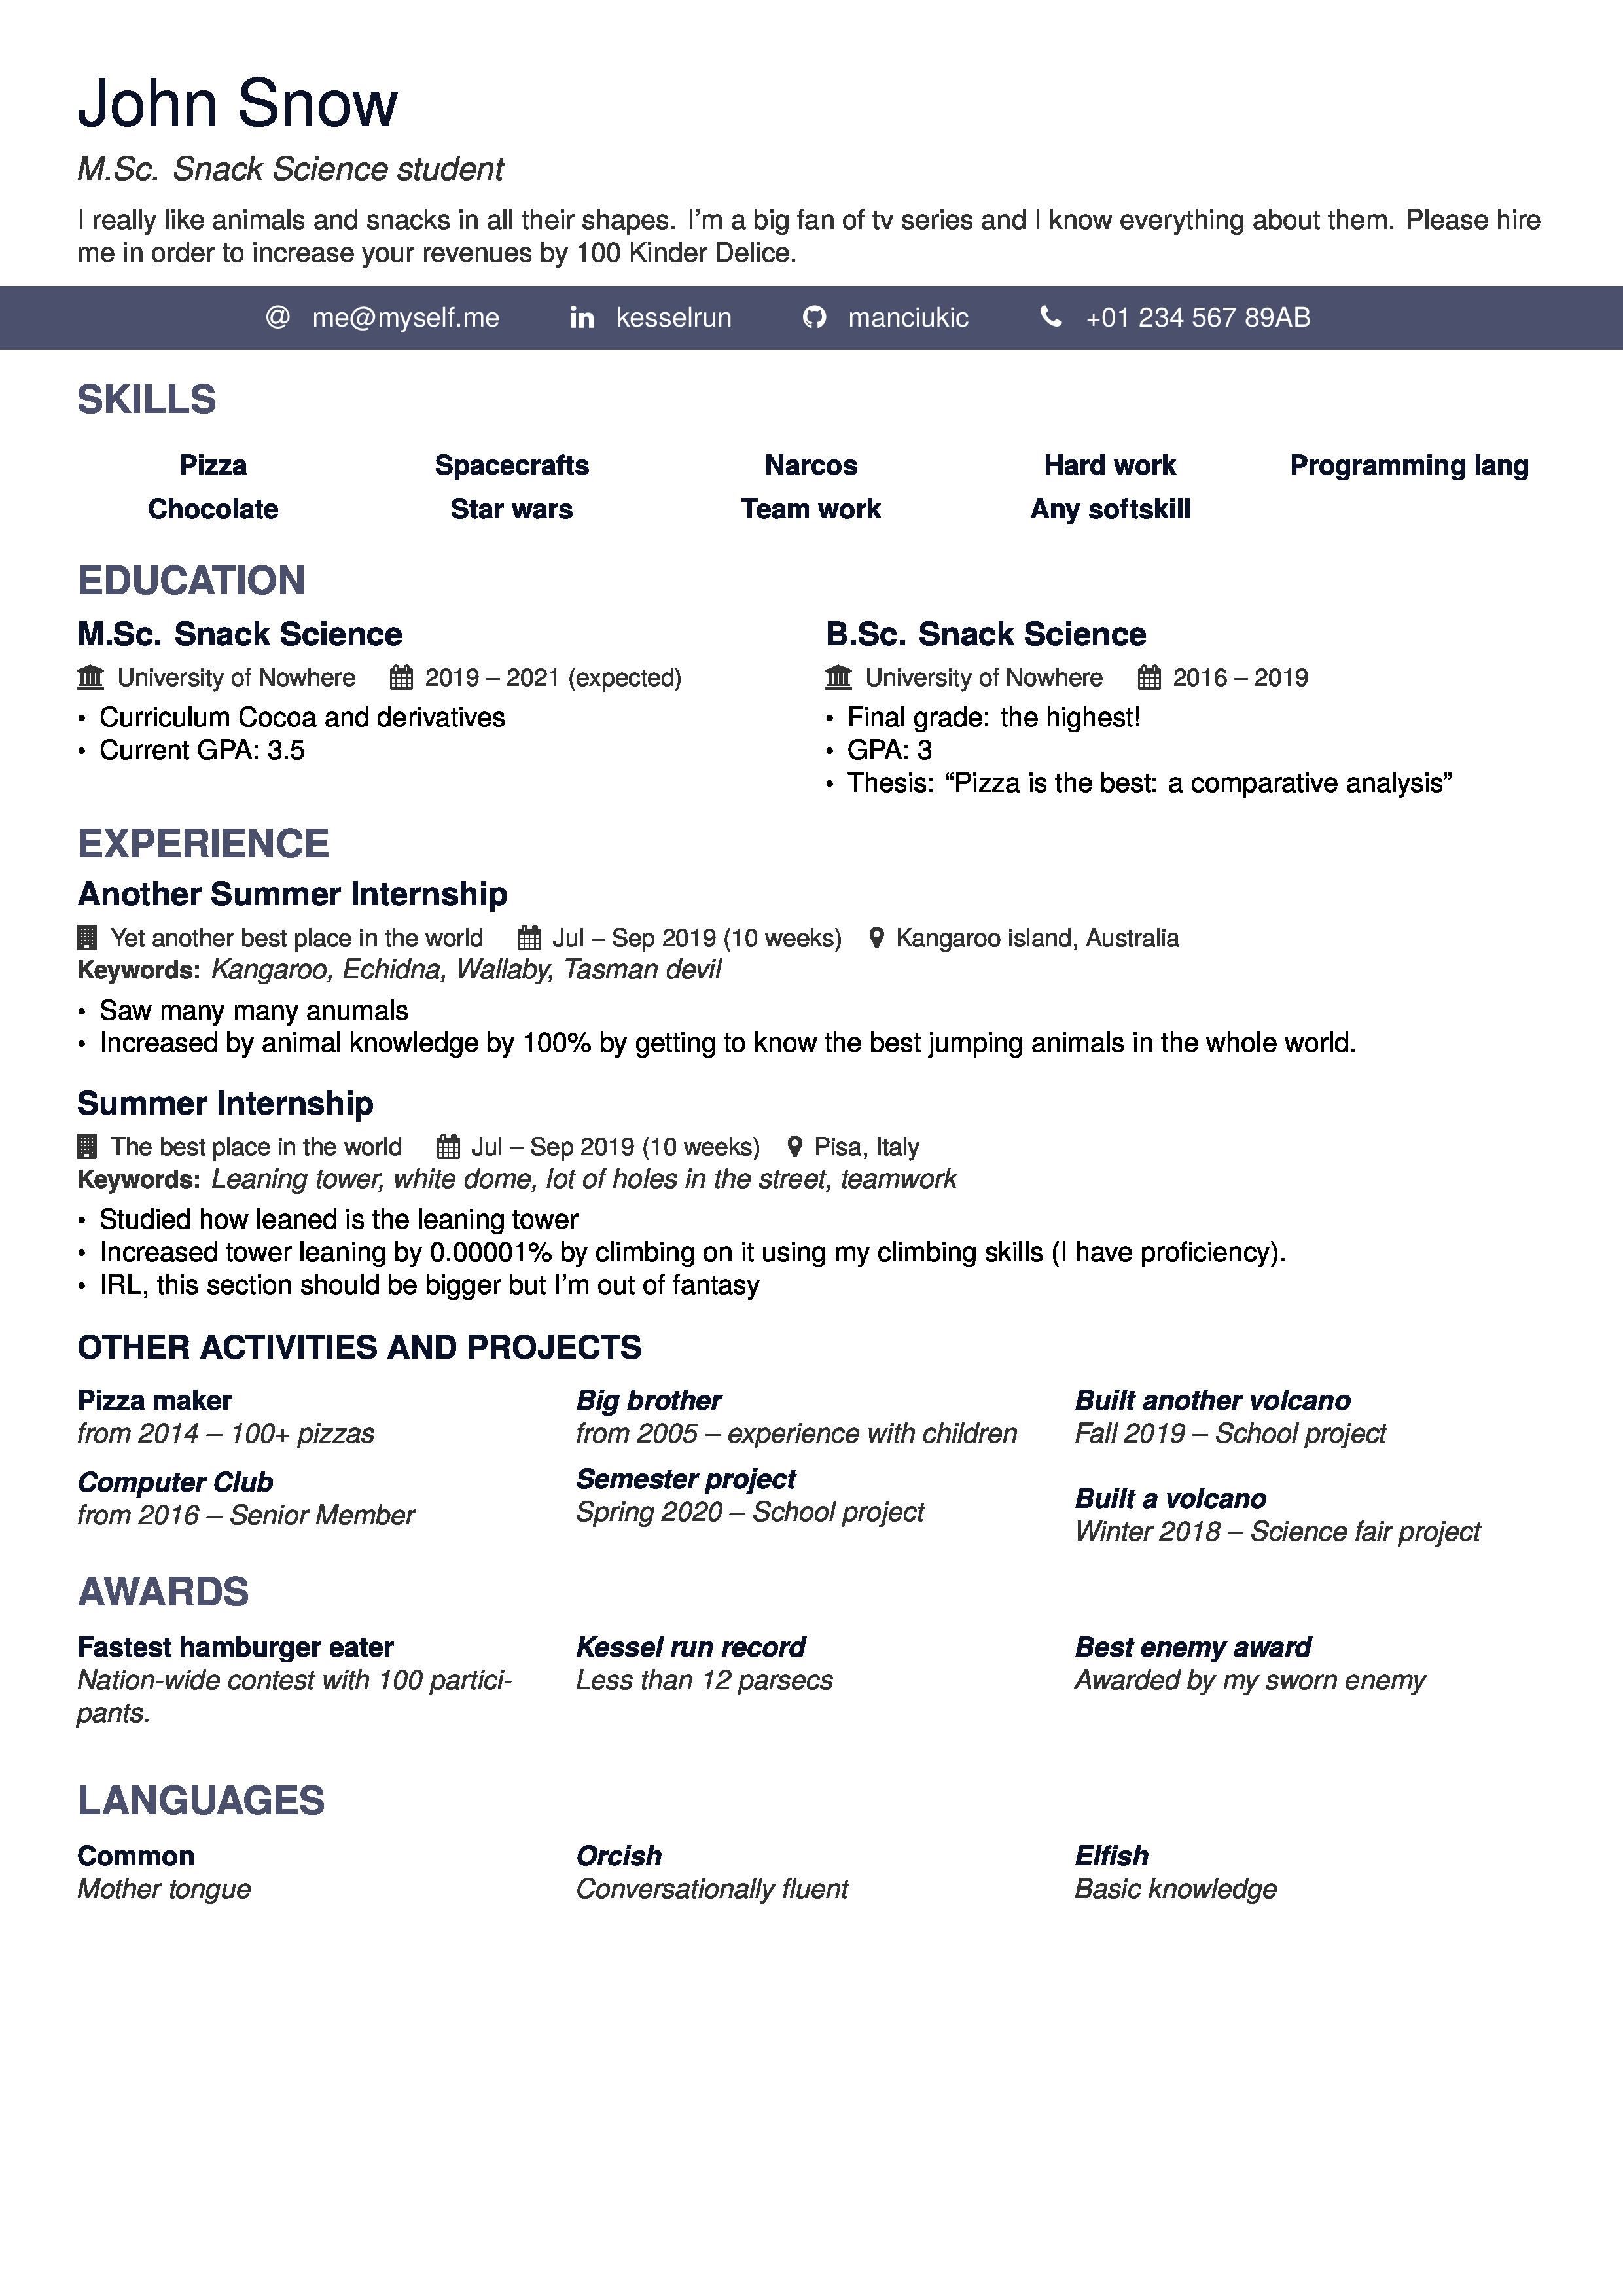 John Snow
M.Sc. Snack Science student
I really like animals and snacks in all their shapes. I'm a big fan of tv series and I know everything about them. Please hire
me in order to increase your revenues by 100 Kinder Delice.
@ me@myself.me in kesselrun manciukic +01 234 567 89AB
SKILLS
Pizza Spacecrafts Narcos Hard work Programming lang
Chocolate Star wars Team work Any softskill
EDUCATION
M.Sc. Snack Science
University of Nowhere 2019 – 2021 (expected)
• Curriculum Cocoa and derivatives
• Current GPA: 3.5
B.Sc. Snack Science
University of Nowhere 2016 – 2019
• Final grade: the highest!
• GPA: 3
• Thesis: “Pizza is the best: a comparative analysis”
EXPERIENCE
Another Summer Internship
Yet another best place in the world Jul – Sep 2019 (10 weeks) Kangaroo island, Australia
Keywords: Kangaroo, Echidna, Wallaby, Tasman devil
• Saw many many anumals
• Increased by animal knowledge by 100% by getting to know the best jumping animals in the whole world.
Summer Internship
The best place in the world Jul – Sep 2019 (10 weeks) Pisa, Italy
Keywords: Leaning tower, white dome, lot of holes in the street, teamwork
• Studied how leaned is the leaning tower
• Increased tower leaning by 0.00001% by climbing on it using my climbing skills (I have proficiency).
• IRL, this section should be bigger but I'm out of fantasy
OTHER ACTIVITIES AND PROJECTS
Pizza maker
from 2014 – 100+ pizzas
Computer Club
from 2016 – Senior Member
Big brother
from 2005 – experience with children
Semester project
Spring 2020 – School project
Built another volcano
Fall 2019 – School project
Built a volcano
Winter 2018 – Science fair project
AWARDS
Fastest hamburger eater
Nation-wide contest with 100 partici-
pants.
Kessel run record
Less than 12 parsecs
Best enemy award
Awarded by my sworn enemy
LANGUAGES
Common
Mother tongue
Orcish
Conversationally fluent
Elfish
Basic knowledge